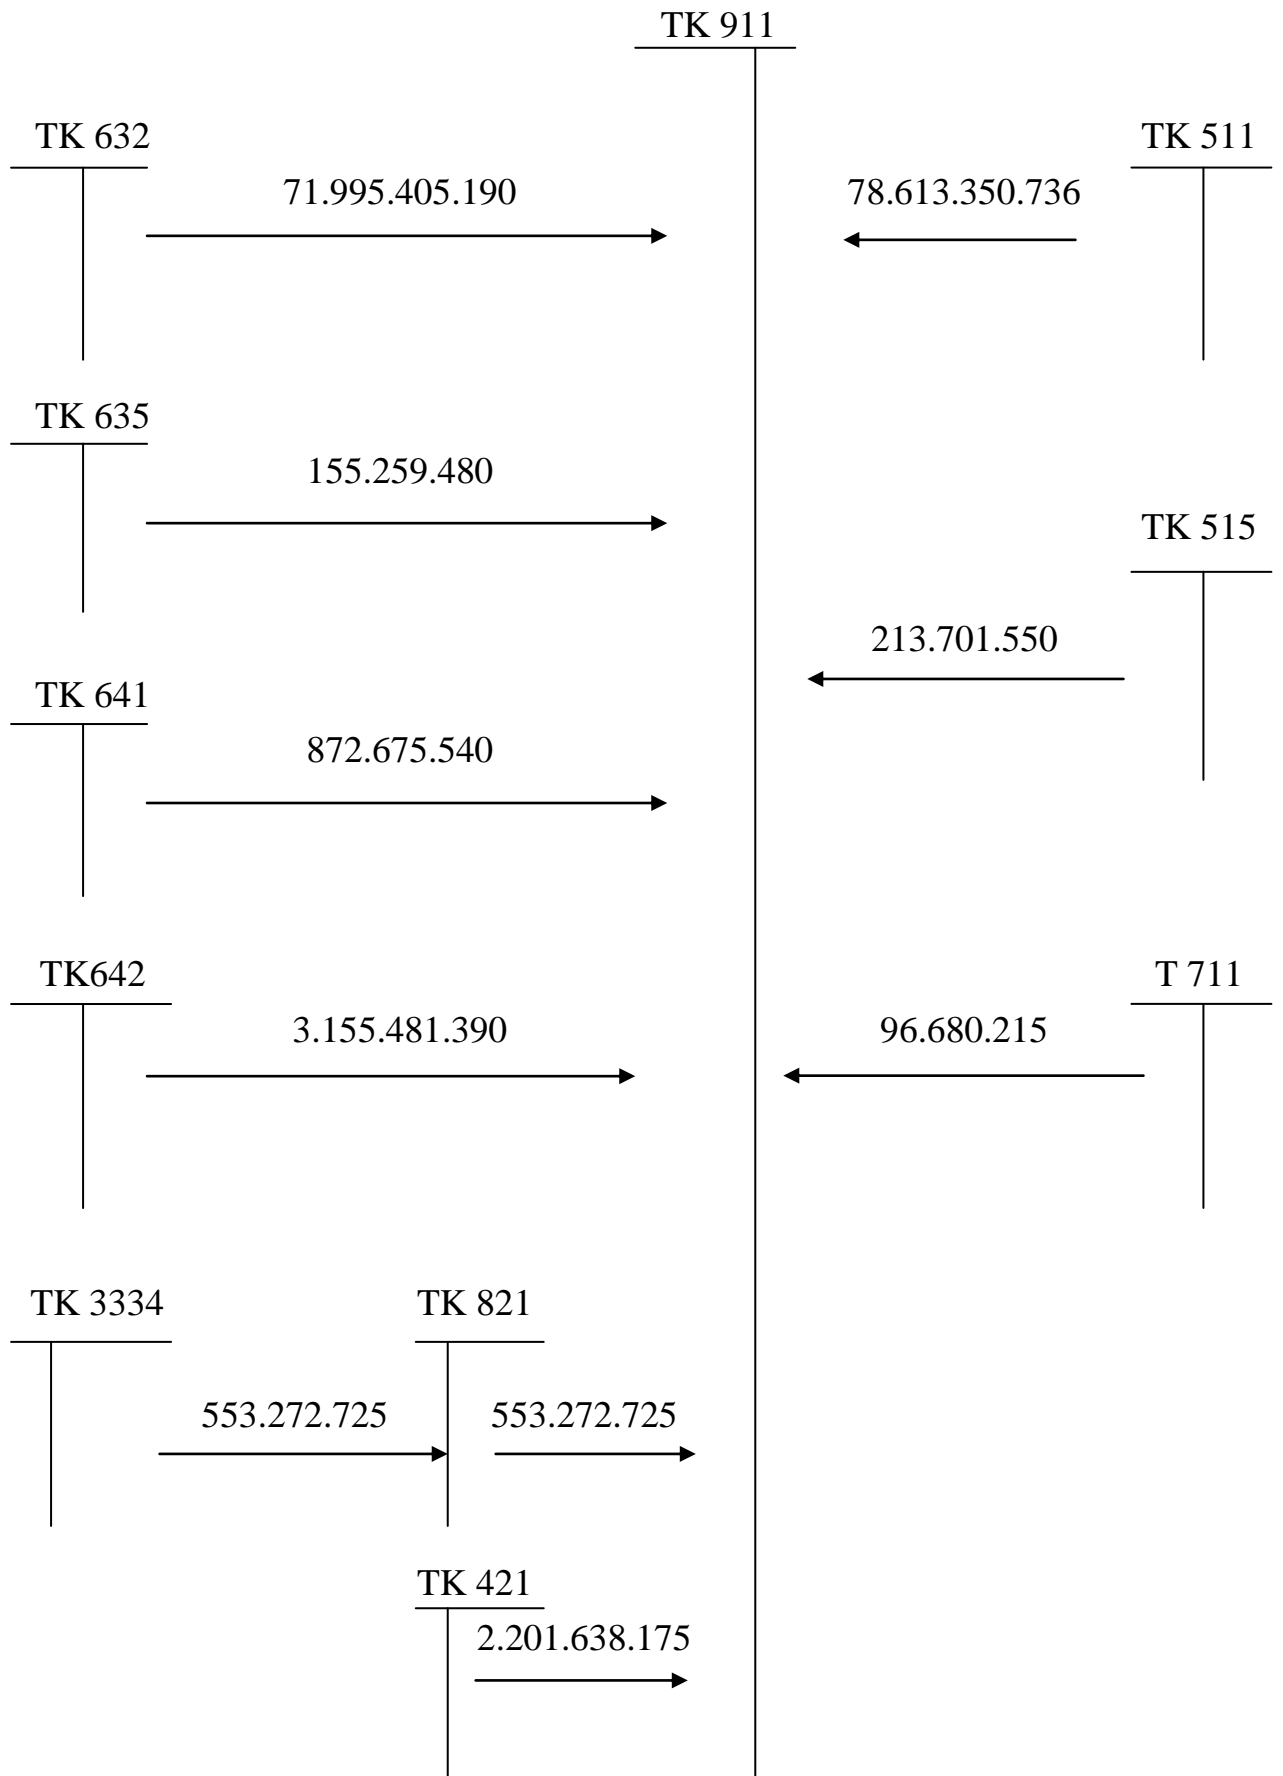 TK 911
TK 632
TK 511
71.995.405.190
78.613.350.736
TK 635
155.259.480
TK 515
213.701.550
TK 641
872.675.540
TK642
T 711
3.155.481.390
96.680.215
TK 3334
TK 821
553.272.725
553.272.725
TK 421
2.201.638.175